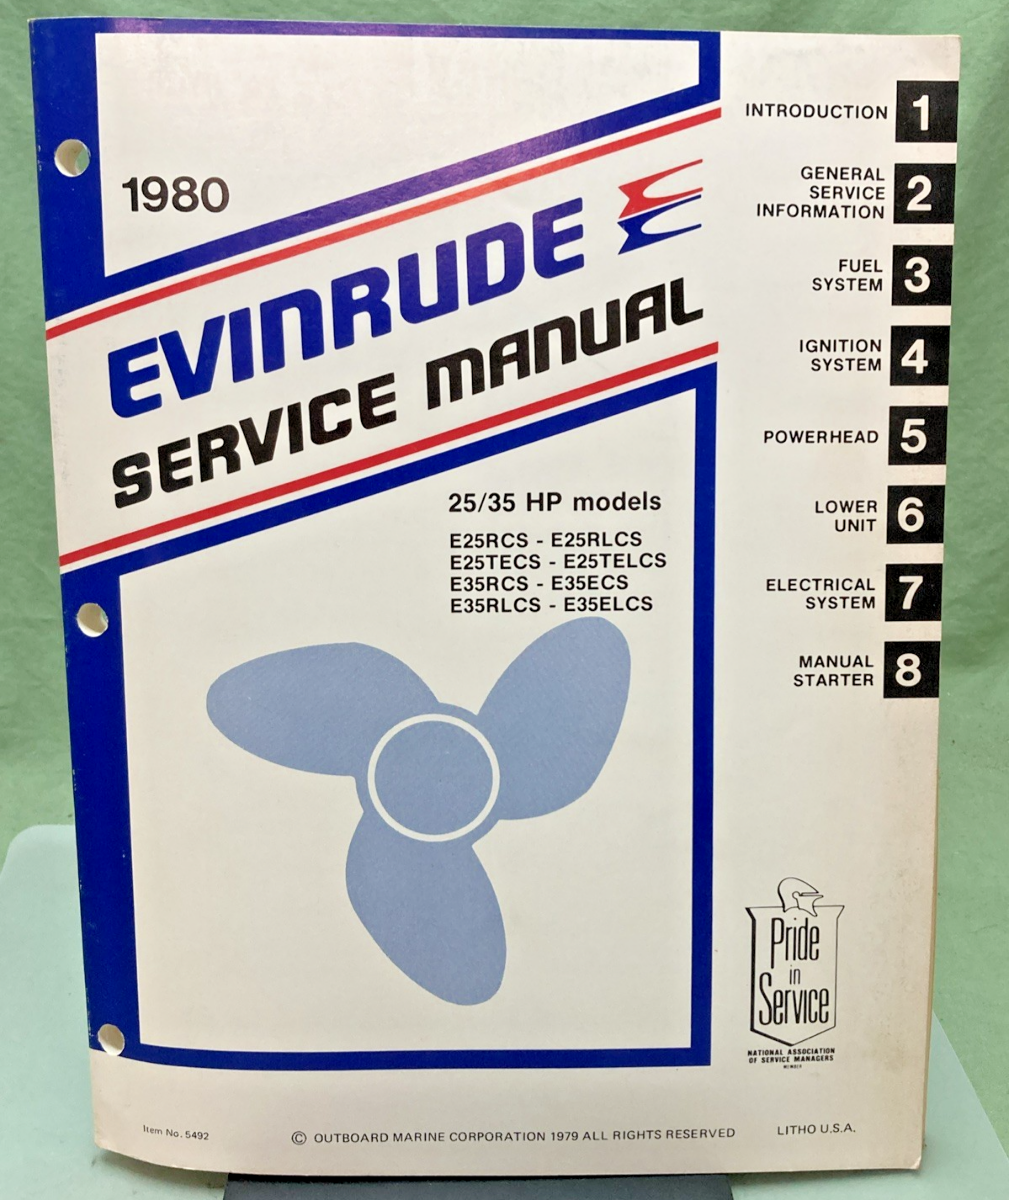 1980
EVINRUDE
SERVICE MANUAL
25/35 HP models
E25RCS - E25RLCS
E25TECS - E25TELCS
E35RCS - E35ECS
E35RLCS - E35ELCS
INTRODUCTION 1
GENERAL
SERVICE
INFORMATION 2
FUEL
SYSTEM 3
IGNITION
SYSTEM 4
POWERHEAD 5
LOWER
UNIT 6
ELECTRICAL
SYSTEM 7
MANUAL
STARTER 8
Pride
in
Service
NATIONAL ASSOCIATION
OF SERVICE MANAGERS
MEMBER
Item No. 5492
© OUTBOARD MARINE CORPORATION 1979 ALL RIGHTS RESERVED
LITHO U.S.A.